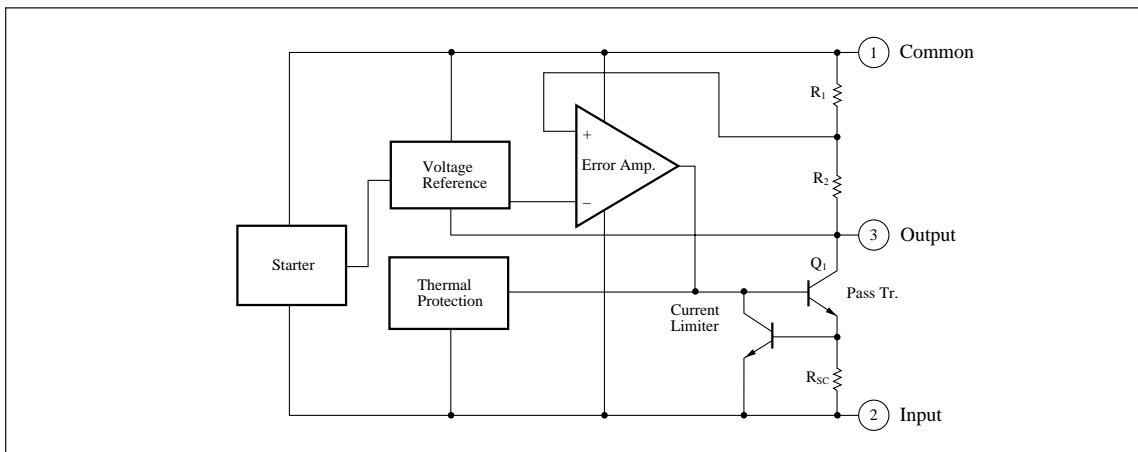 1 Common
R₁
+
Voltage
Reference
Error Amp.
R₂
−
Starter
3 Output
Q₁
Thermal
Protection
Pass Tr.
Current
Limiter
R_SC
2 Input